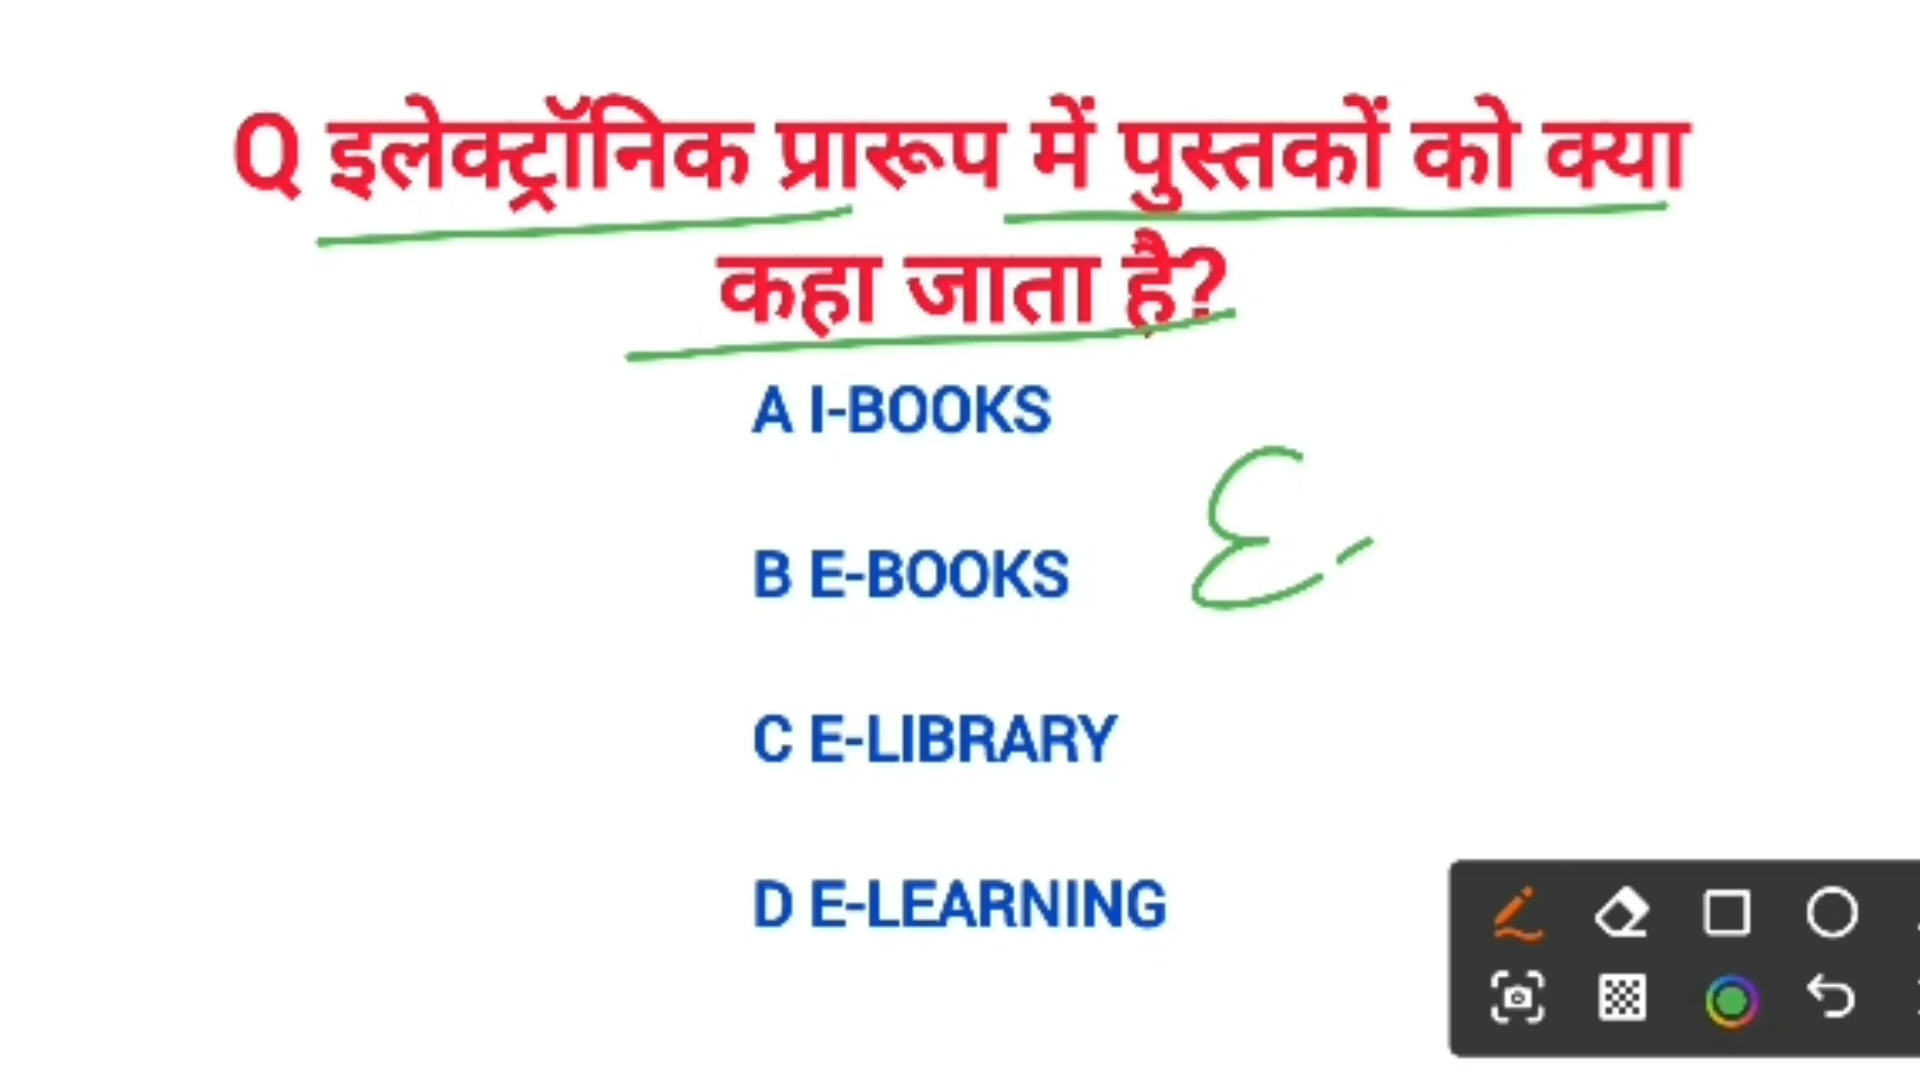 Q इलेक्ट्रॉनिक प्रारूप में पुस्तकों को क्या
कहा जाता है?
A I-BOOKS
B E-BOOKS
E-
C E-LIBRARY
D E-LEARNING